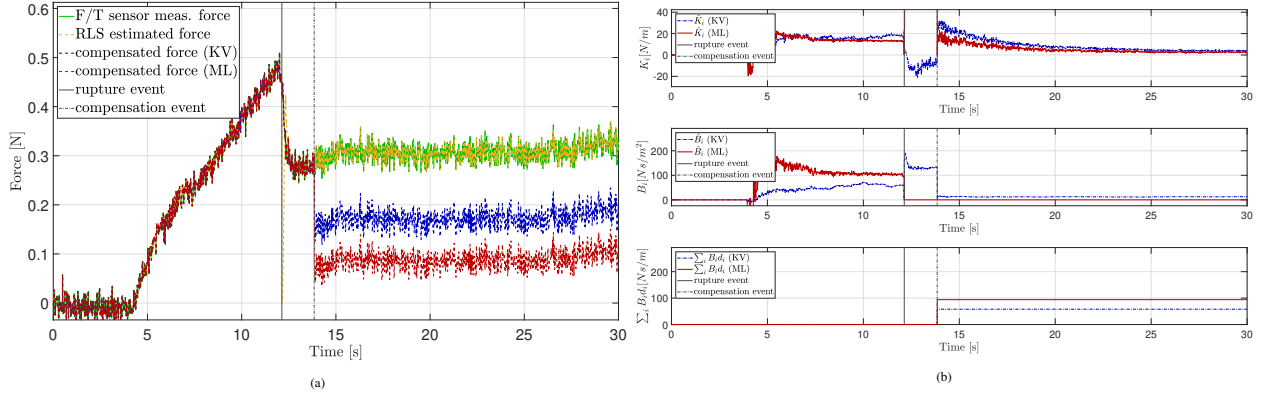 0.6
0.5
0.4
0.3
0.2
0.1
0
Force [N]
F/T sensor meas. force
RLS estimated force
compensated force (KV)
compensated force (ML)
rupture event
compensation event
0 5 10 15 20 25 30
Time [s]
(a)
40
20
0
-20
K_i[N/m]
K̂_i (KV)
K̂_i (ML)
rupture event
compensation event
0 5 10 15 20 25 30
Time [s]
200
100
0
B_i[Ns/m²]
B̂_i (KV)
B̂_i (ML)
rupture event
compensation event
0 5 10 15 20 25 30
Time [s]
200
100
0
∑_i B_i d_i[Ns/m]
∑_i B_i d_i (KV)
∑_i B_i d_i (ML)
rupture event
compensation event
0 5 10 15 20 25 30
Time [s]
(b)